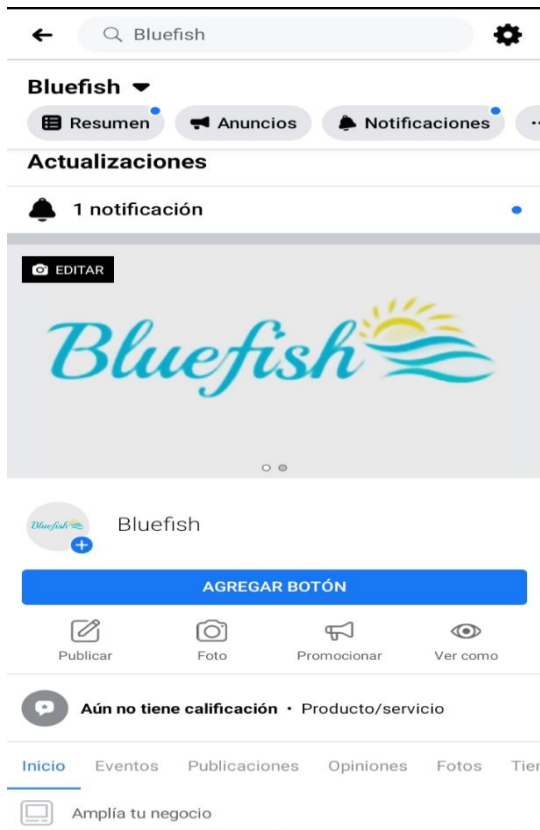 Bluefish
Bluefish
Resumen Anuncios Notificaciones
Actualizaciones
1 notificación
EDITAR
Bluefish
Bluefish
Bluefish
AGREGAR BOTÓN
Publicar Foto Promocionar Ver como
Aún no tiene calificación · Producto/servicio
Inicio Eventos Publicaciones Opiniones Fotos Tien
Amplía tu negocio